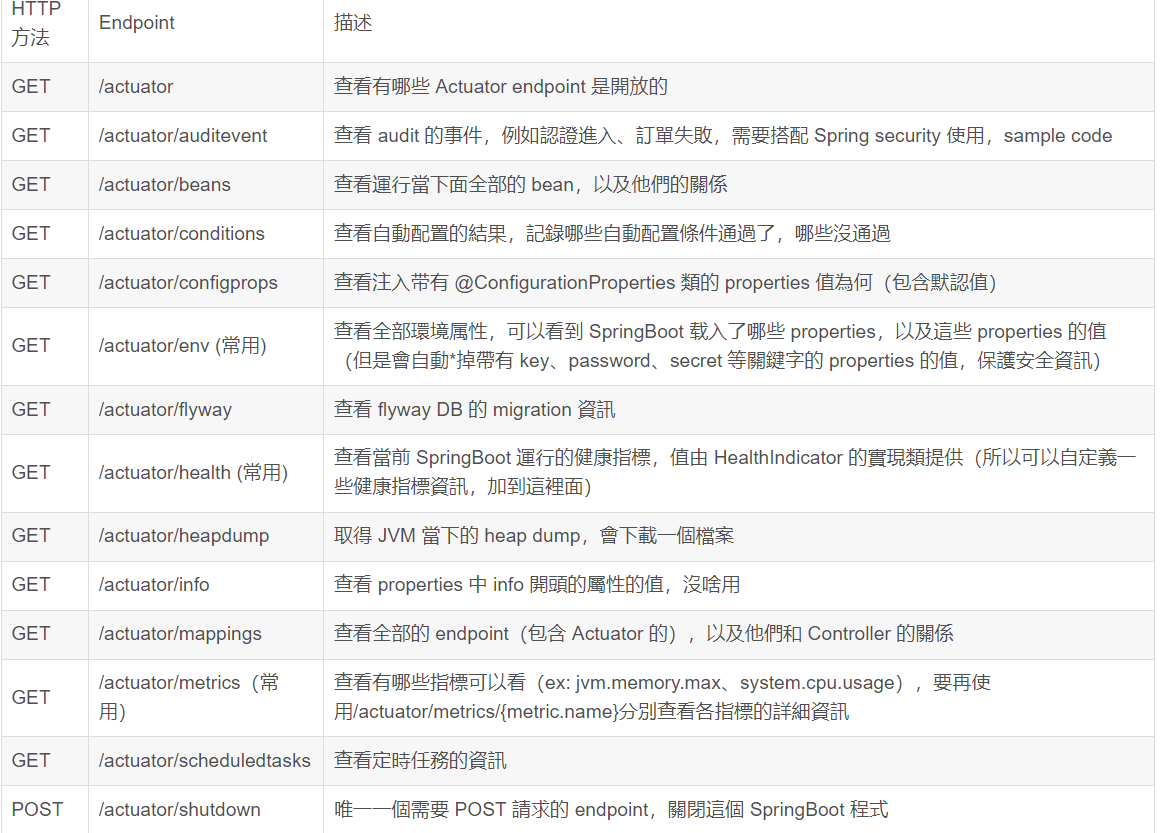 HTTP
方法
Endpoint
描述
GET
/actuator
查看有哪些 Actuator endpoint 是開放的
GET
/actuator/auditevent
查看 audit 的事件，例如認證進入、訂單失敗，需要搭配 Spring security 使用，sample code
GET
/actuator/beans
查看運行當下面全部的 bean，以及他們的關係
GET
/actuator/conditions
查看自動配置的結果，記錄哪些自動配置條件通過了，哪些沒通過
GET
/actuator/configprops
查看注入带有 @ConfigurationProperties 類的 properties 值為何（包含默認值）
GET
/actuator/env (常用)
查看全部環境属性，可以看到 SpringBoot 载入了哪些 properties，以及這些 properties 的值
（但是會自動*掉帶有 key、password、secret 等關鍵字的 properties 的值，保護安全資訊）
GET
/actuator/flyway
查看 flyway DB 的 migration 資訊
GET
/actuator/health (常用)
查看當前 SpringBoot 運行的健康指標，值由 HealthIndicator 的實現類提供（所以可以自定義一
些健康指標資訊，加到這裡面）
GET
/actuator/heapdump
取得 JVM 當下的 heap dump，會下載一個檔案
GET
/actuator/info
查看 properties 中 info 開頭的屬性的值，沒啥用
GET
/actuator/mappings
查看全部的 endpoint（包含 Actuator 的），以及他們和 Controller 的關係
GET
/actuator/metrics（常
用）
查看有哪些指標可以看（ex: jvm.memory.max、system.cpu.usage），要再使
用/actuator/metrics/{metric.name}分別查看各指標的詳細資訊
GET
/actuator/scheduledtasks
查看定時任務的資訊
POST
/actuator/shutdown
唯一一個需要 POST 請求的 endpoint，關閉這個 SpringBoot 程式